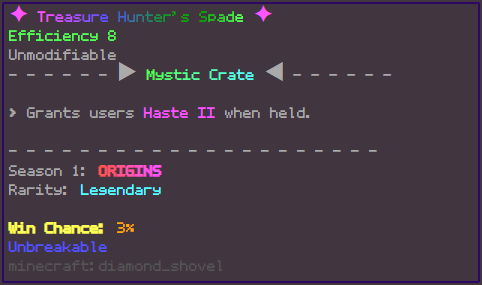 ✦ Treasure Hunter's Spade ✦
Efficiency 8
Unmodifiable
- - - - - - ▶ Mystic Crate ◀ - - - - - -
> Grants users Haste II when held.
- - - - - - - - - - - - - - - - - - - - - -
Season 1: ORIGINS
Rarity: Legendary
Win Chance: 3%
Unbreakable
minecraft:diamond_shovel